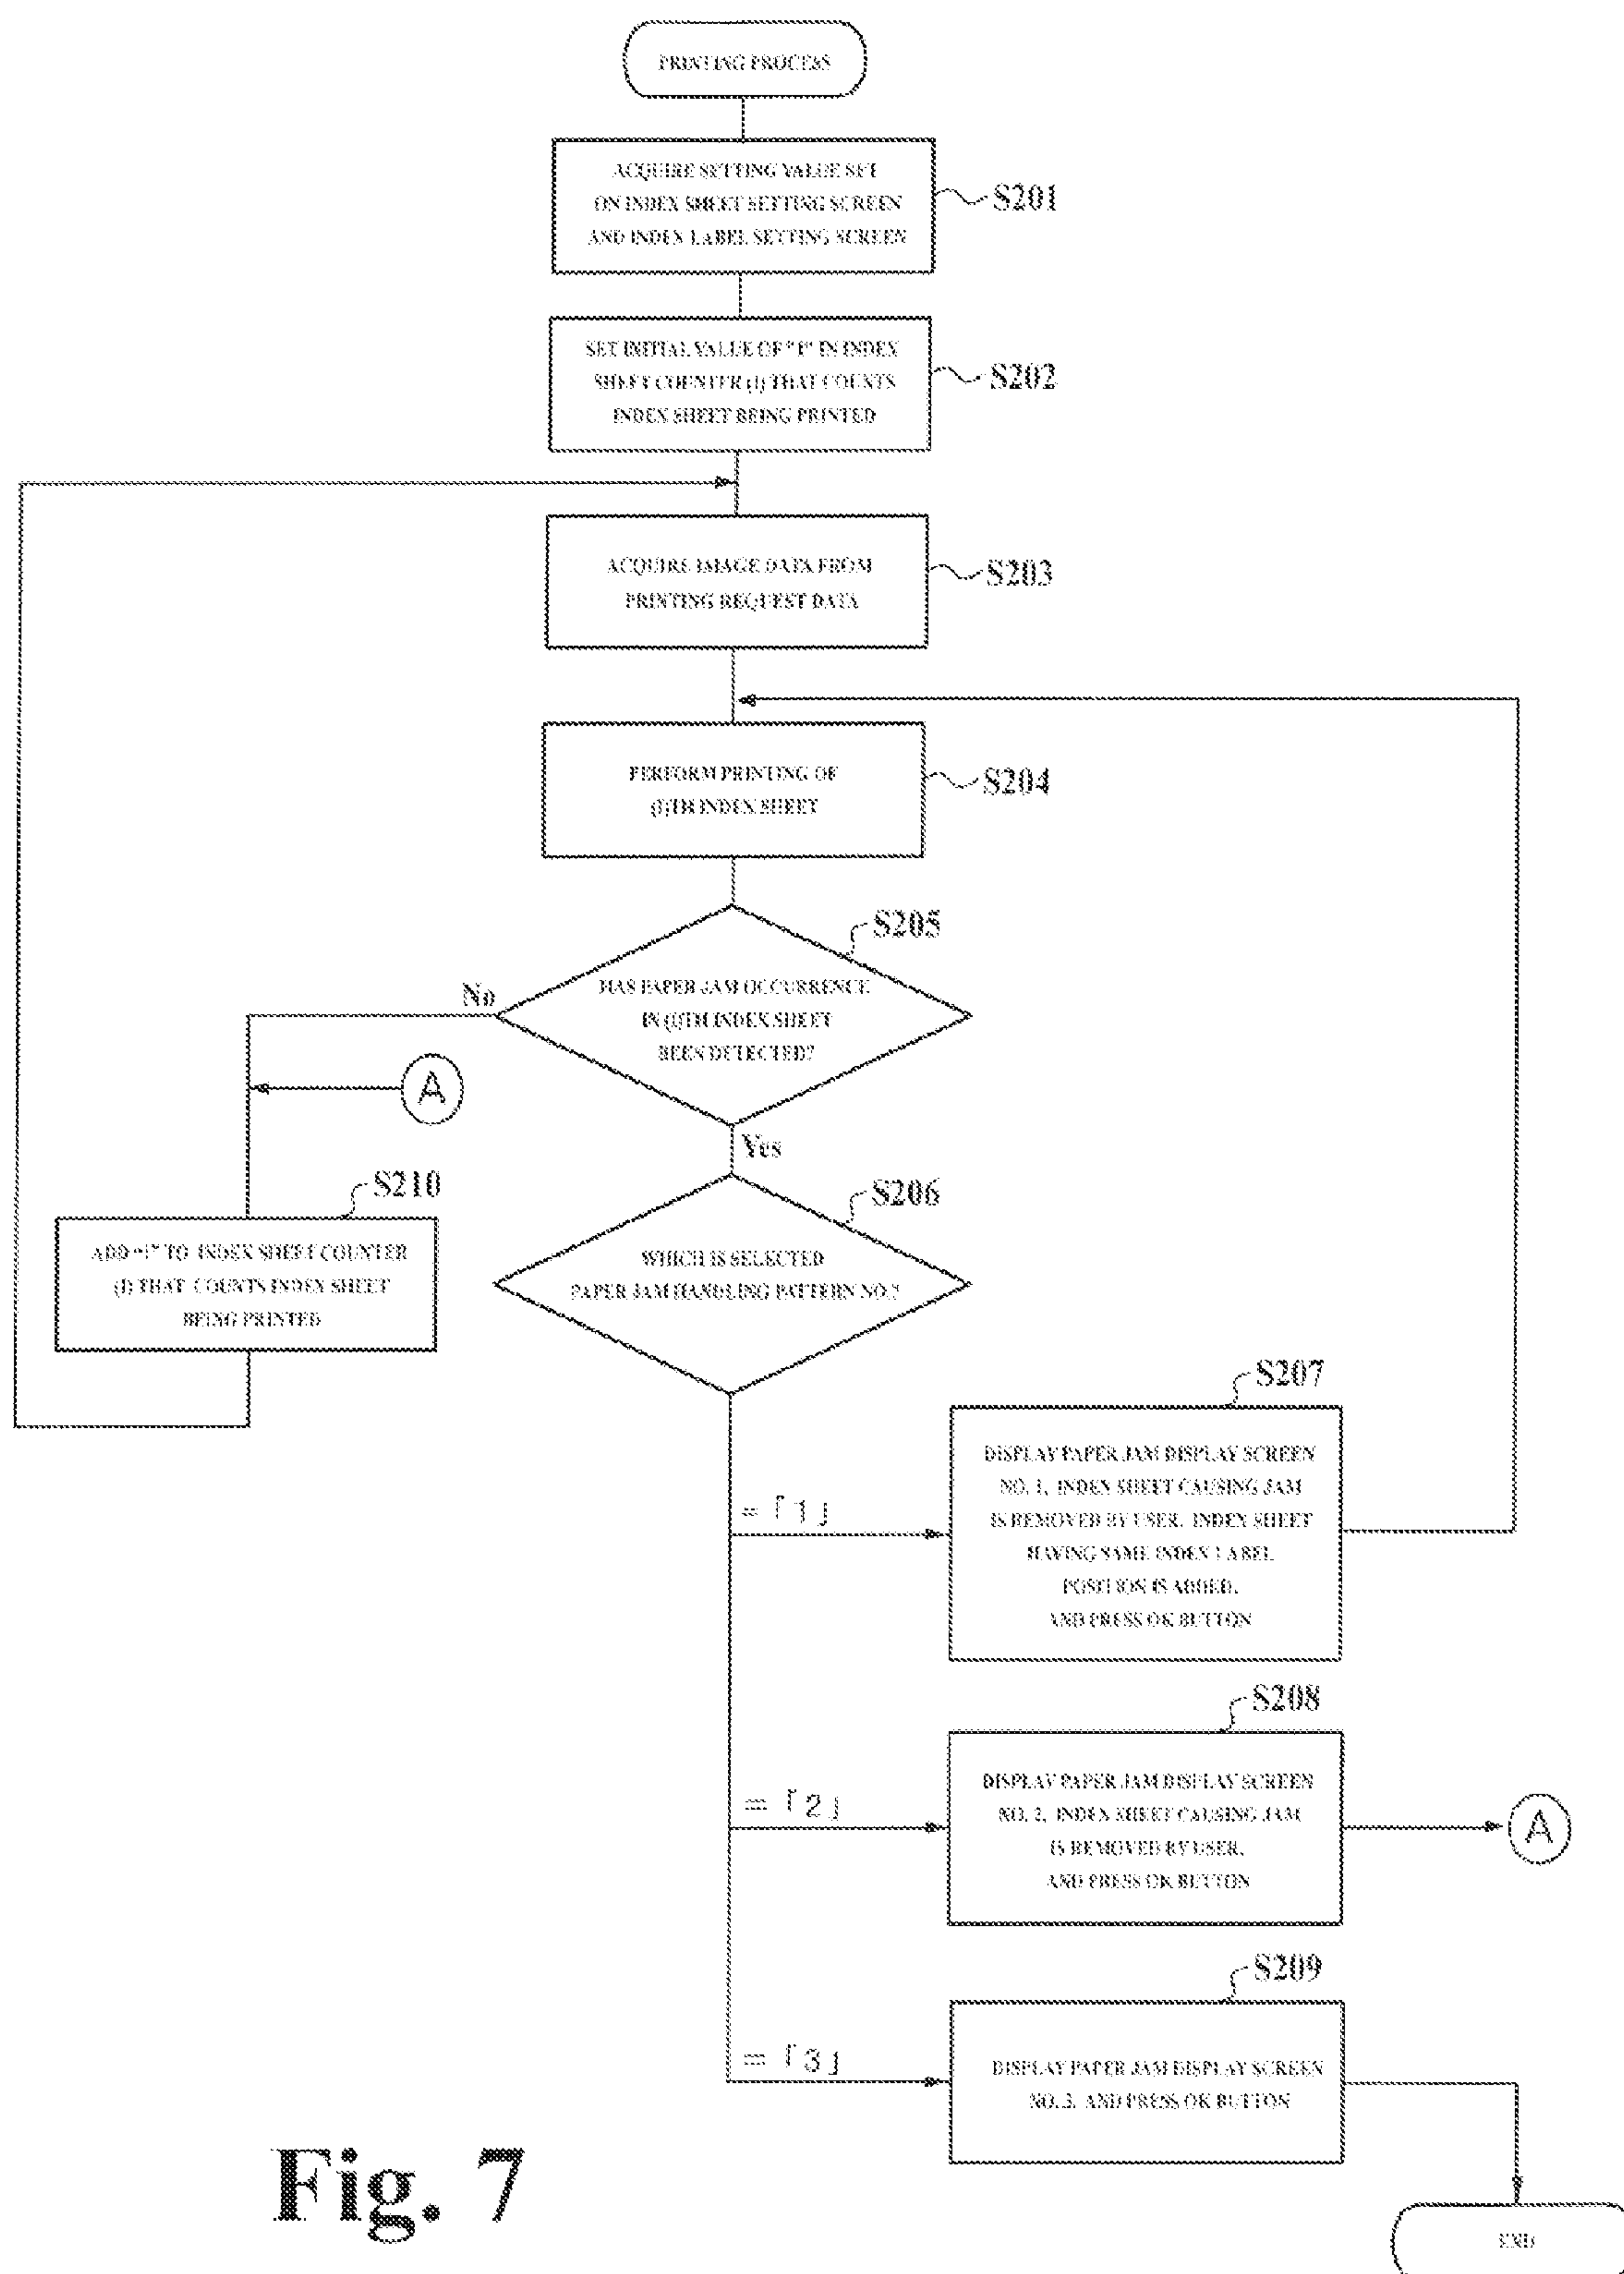 PRINTING PROCESS
ACQUIRE SETTING VALUE SET
ON INDEX SHEET SETTING SCREEN
AND INDEX LABEL SETTING SCREEN
S201
SET INITIAL VALUE OF "1" IN INDEX
SHEET COUNTER (I) THAT COUNTS
INDEX SHEET BEING PRINTED
S202
ACQUIRE IMAGE DATA FROM
PRINTING REQUEST DATA
S203
PERFORM PRINTING OF
(I)TH INDEX SHEET
S204
S205
HAS PAPER JAM OCCURRENCE
IN (I)TH INDEX SHEET
BEEN DETECTED?
No
A
Yes
S210
ADD "1" TO INDEX SHEET COUNTER
(I) THAT COUNTS INDEX SHEET
BEING PRINTED
S206
WHICH IS SELECTED
PAPER JAM HANDLING PATTERN NO.?
S207
=「1」
DISPLAY PAPER JAM DISPLAY SCREEN
NO. 1, INDEX SHEET CAUSING JAM
IS REMOVED BY USER, INDEX SHEET
HAVING SAME INDEX LABEL
POSITION IS ADDED,
AND PRESS OK BUTTON
S208
=「2」
DISPLAY PAPER JAM DISPLAY SCREEN
NO. 2, INDEX SHEET CAUSING JAM
IS REMOVED BY USER,
AND PRESS OK BUTTON
A
S209
=「3」
DISPLAY PAPER JAM DISPLAY SCREEN
NO. 3, AND PRESS OK BUTTON
END
Fig. 7